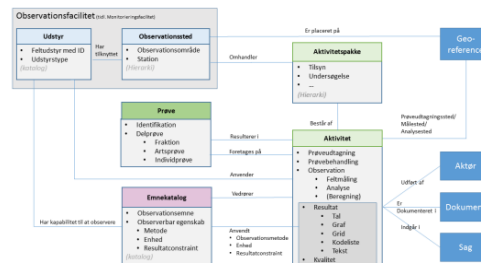 Observationsfacilitet (tidl. Monitoreringsfacilitet)
Udstyr
• Feltudstyr med ID
• Udstyrstype
(Katalog)
Har
tilknyttet
Observationssted
• Observationsområde
• Station
(Hierarki)
Er placeret på
Geo-
reference
Omhandler
Aktivitetspakke
• Tilsyn
• Undersøgelse
• ...
(Hierarki)
Prøveudtagningssted/
Målested/
Analysested
Består af
Prøve
• Identifikation
• Delprøve
• Fraktion
• Artsprøve
• Individprøve
Resulterer i
Foretages på
Anvender
Aktivitet
• Prøveudtagning
• Prøvebehandling
• Observation
• Feltmåling
• Analyse
• (Beregning)
• Resultat
• Tal
• Graf
• Grid
• Kodeliste
• Tekst
• Kvalitet
Aktør
Udført af
Er
Dokumenteret i
Dokument
Indgår i
Sag
Vedrører
Emnekatalog
• Observationsemne
• Observerbar egenskab
• Metode
• Enhed
• Resultatconstraint
(katalog)
Har kapabilitet til at observere
Anvendt
• Observationsmetode
• Enhed
• Resultatconstraint